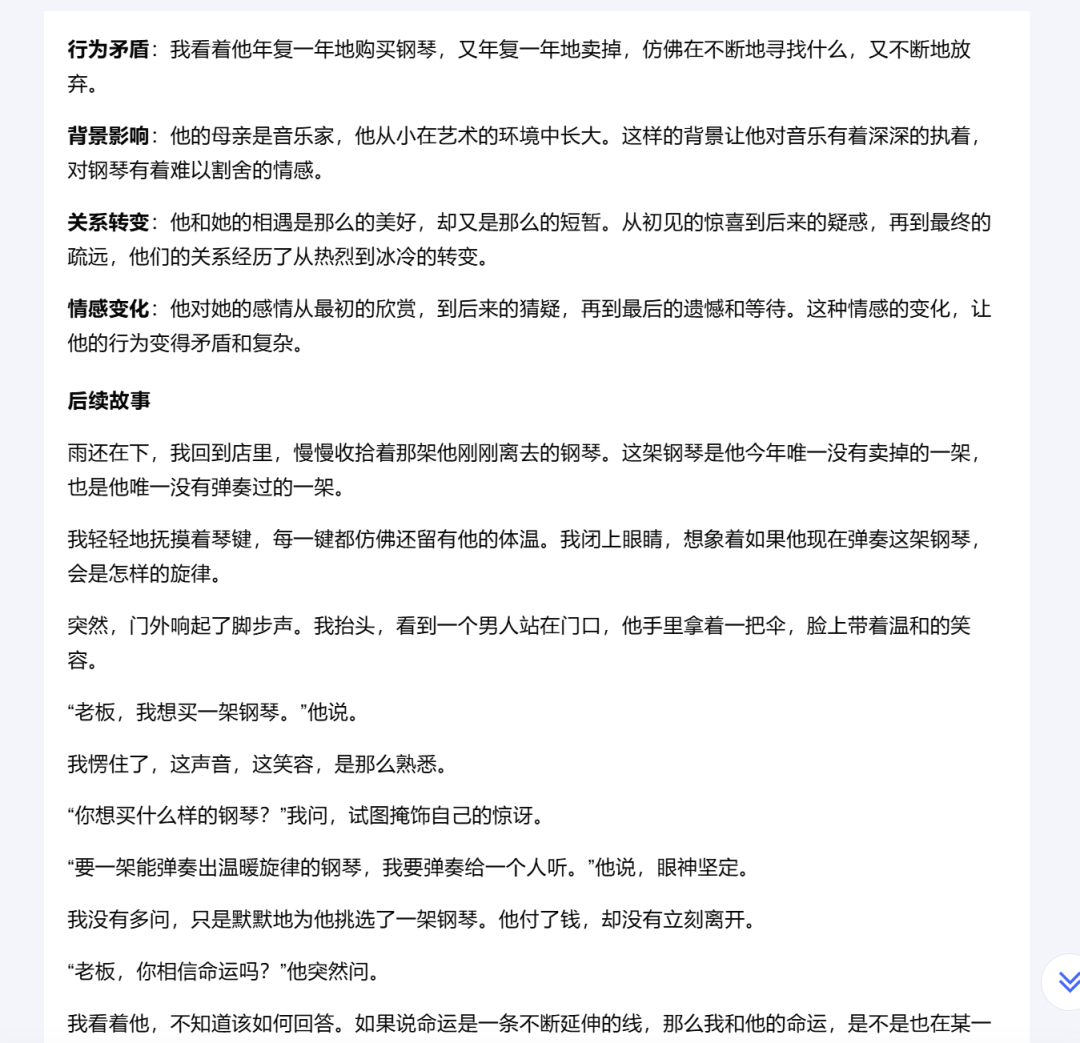 行为矛盾：我看着他年复一年地购买钢琴，又年复一年地卖掉，仿佛在不断地寻找什么，又不断地放
弃。
背景影响：他的母亲是音乐家，他从小在艺术的环境中长大。这样的背景让他对音乐有着深深的执着，
对钢琴有着难以割舍的情感。
关系转变：他和她的相遇是那么的美好，却又是那么的短暂。从初见的惊喜到后来的疑惑，再到最终的
疏远，他们的关系经历了从热烈到冰冷的转变。
情感变化：他对她的感情从最初的欣赏，到后来的猜疑，再到最后的遗憾和等待。这种情感的变化，让
他的行为变得矛盾和复杂。
后续故事
雨还在下，我回到店里，慢慢收拾着那架他刚刚离去的钢琴。这架钢琴是他今年唯一没有卖掉的一架，
也是他唯一没有弹奏过的一架。
我轻轻地抚摸着琴键，每一键都仿佛还留有他的体温。我闭上眼睛，想象着如果他现在弹奏这架钢琴，
会是怎样的旋律。
突然，门外响起了脚步声。我抬头，看到一个男人站在门口，他手里拿着一把伞，脸上带着温和的笑
容。
“老板，我想买一架钢琴。”他说。
我愣住了，这声音，这笑容，是那么熟悉。
“你想买什么样的钢琴？”我问，试图掩饰自己的惊讶。
“要一架能弹奏出温暖旋律的钢琴，我要弹奏给一个人听。”他说，眼神坚定。
我没有多问，只是默默地为他挑选了一架钢琴。他付了钱，却没有立刻离开。
“老板，你相信命运吗？”他突然问。
我看着他，不知道该如何回答。如果说命运是一条不断延伸的线，那么我和他的命运，是不是也在某一